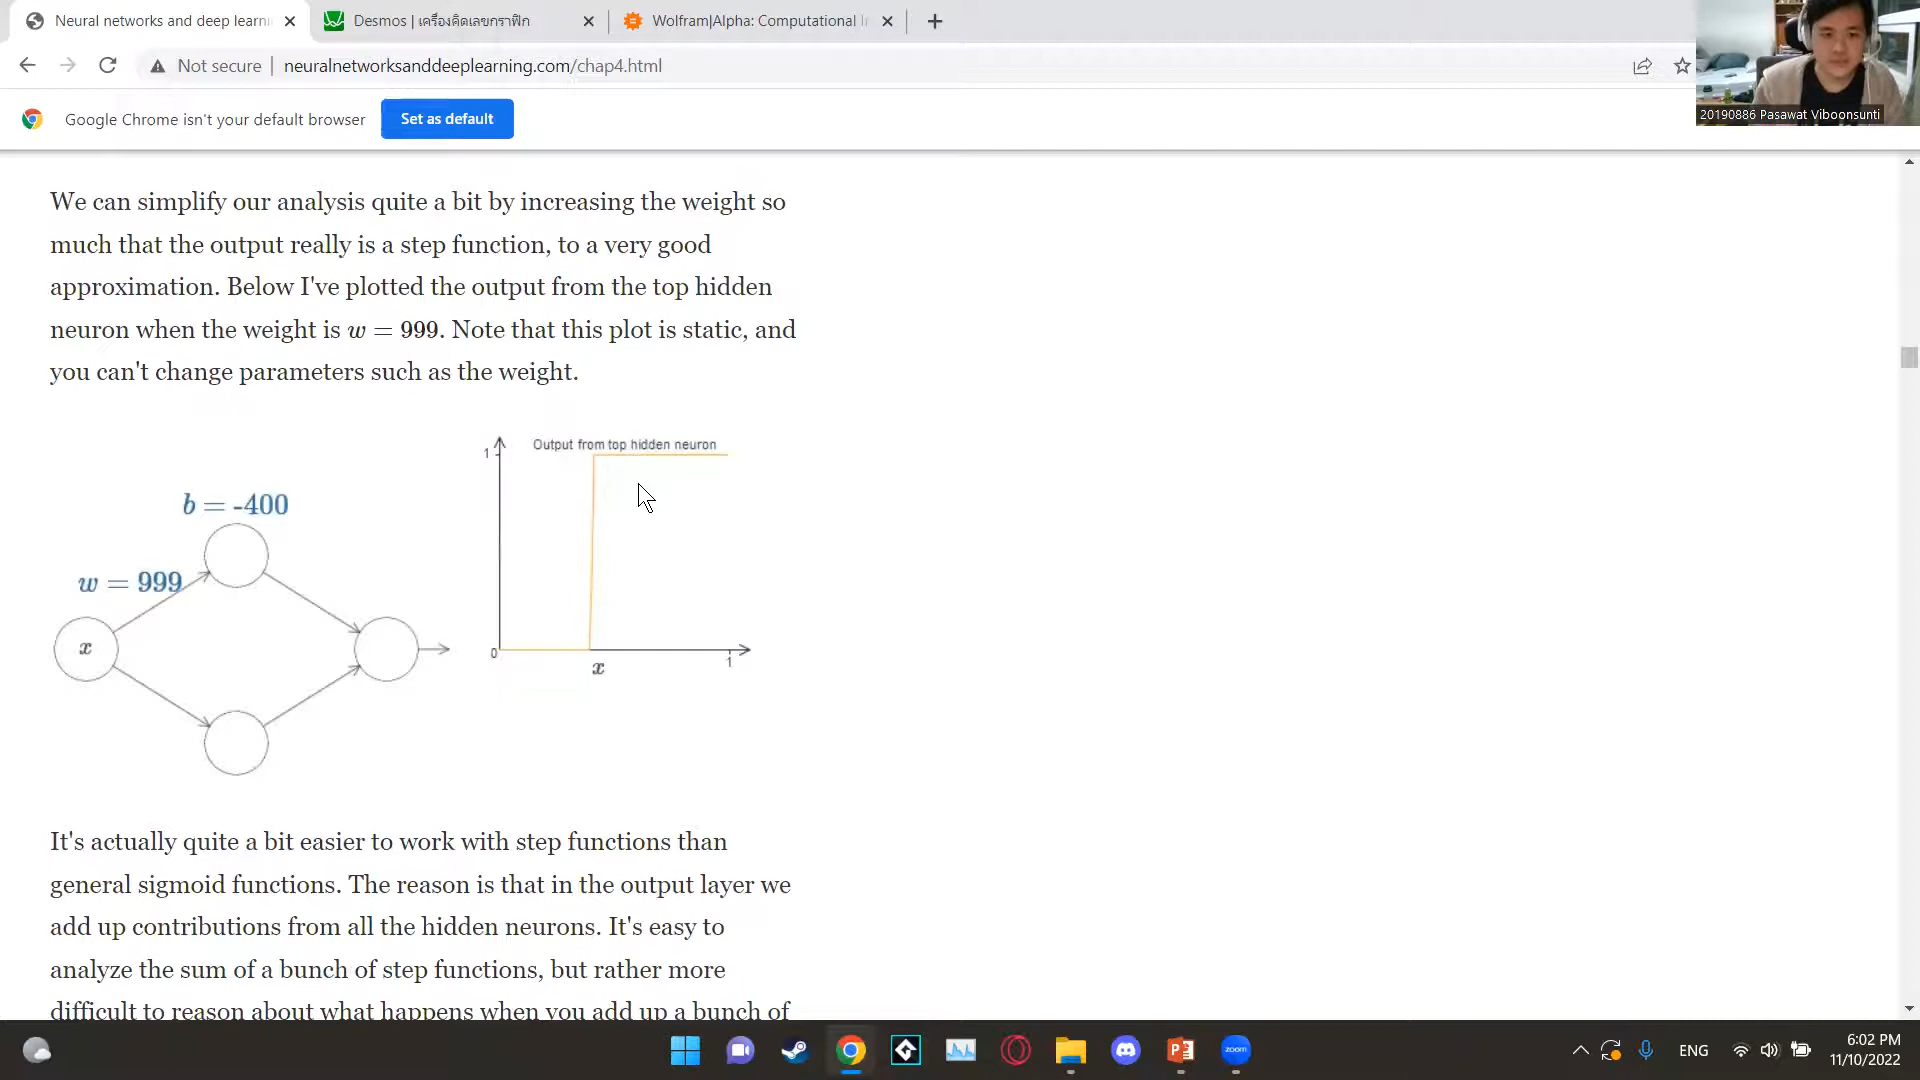 Neural networks and deep learni
Desmos | เครื่องคิดเลขกราฟิก
Wolfram|Alpha: Computational I
Not secure
neuralnetworksanddeeplearning.com/chap4.html
Google Chrome isn't your default browser
Set as default
20190886 Pasawat Viboonsunti
We can simplify our analysis quite a bit by increasing the weight so
much that the output really is a step function, to a very good
approximation. Below I've plotted the output from the top hidden
neuron when the weight is w = 999. Note that this plot is static, and
you can't change parameters such as the weight.
Output from top hidden neuron
1
b = -400
w = 999
x
0
x
1
It's actually quite a bit easier to work with step functions than
general sigmoid functions. The reason is that in the output layer we
add up contributions from all the hidden neurons. It's easy to
analyze the sum of a bunch of step functions, but rather more
difficult to reason about what happens when you add up a bunch of
zoom
ENG
6:02 PM
11/10/2022